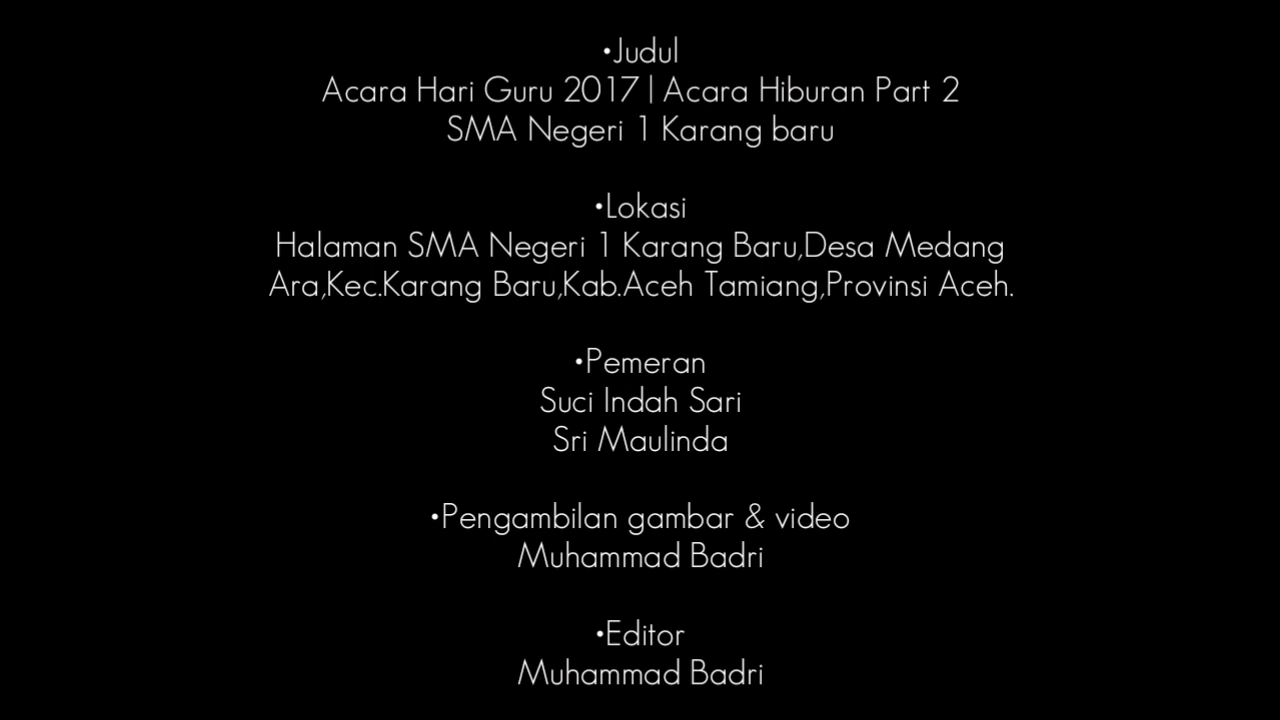 •Judul
Acara Hari Guru 2017 | Acara Hiburan Part 2
SMA Negeri 1 Karang baru
•Lokasi
Halaman SMA Negeri 1 Karang Baru,Desa Medang
Ara,Kec.Karang Baru,Kab.Aceh Tamiang,Provinsi Aceh.
•Pemeran
Suci Indah Sari
Sri Maulinda
•Pengambilan gambar & video
Muhammad Badri
•Editor
Muhammad Badri